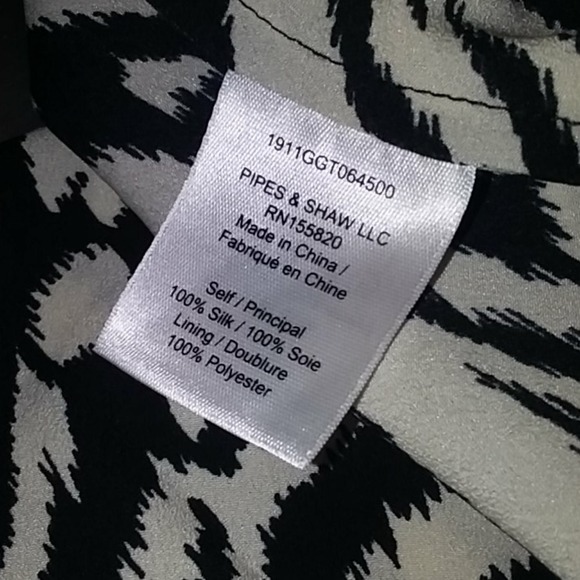 1911GGT064500
PIPES & SHAW LLC
RN155820
Made in China /
Fabriqué en Chine
Self / Principal
100% Silk / 100% Soie
Lining / Doublure
100% Polyester